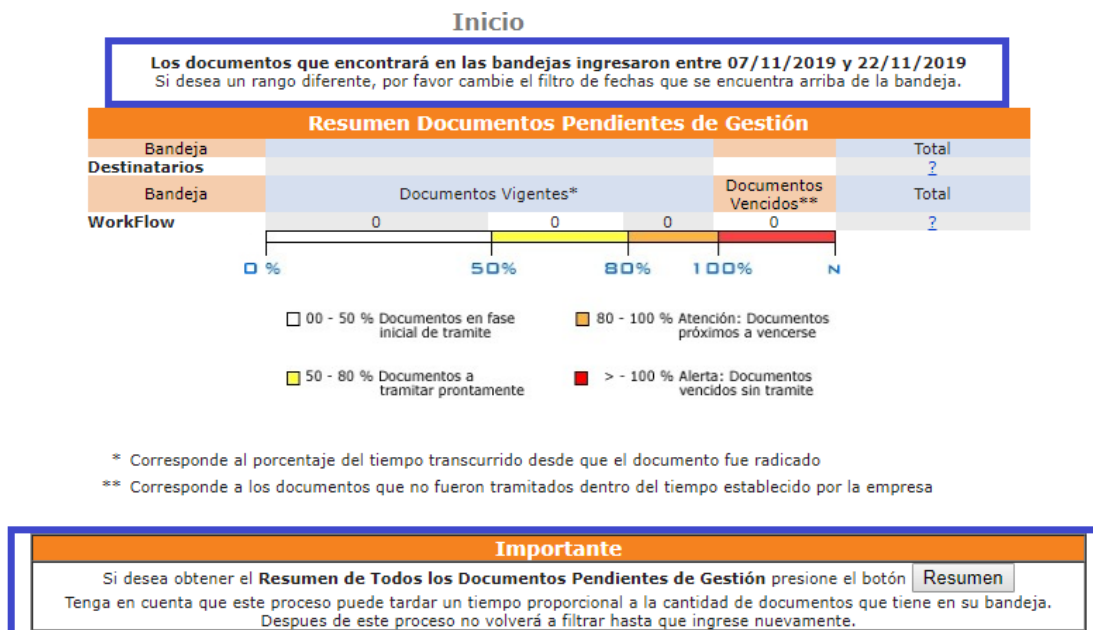 Inicio
Los documentos que encontrará en las bandejas ingresaron entre 07/11/2019 y 22/11/2019
Si desea un rango diferente, por favor cambie el filtro de fechas que se encuentra arriba de la bandeja.
Resumen Documentos Pendientes de Gestión
Bandeja Total
Destinatarios ?
Bandeja Documentos Vigentes* Documentos Vencidos** Total
WorkFlow 0 0 0 0 ?
0 % 50% 80% 100% N
00 - 50 % Documentos en fase inicial de tramite
80 - 100 % Atención: Documentos próximos a vencerse
50 - 80 % Documentos a tramitar prontamente
> - 100 % Alerta: Documentos vencidos sin tramite
* Corresponde al porcentaje del tiempo transcurrido desde que el documento fue radicado
** Corresponde a los documentos que no fueron tramitados dentro del tiempo establecido por la empresa
Importante
Si desea obtener el Resumen de Todos los Documentos Pendientes de Gestión presione el botón Resumen
Tenga en cuenta que este proceso puede tardar un tiempo proporcional a la cantidad de documentos que tiene en su bandeja.
Despues de este proceso no volverá a filtrar hasta que ingrese nuevamente.